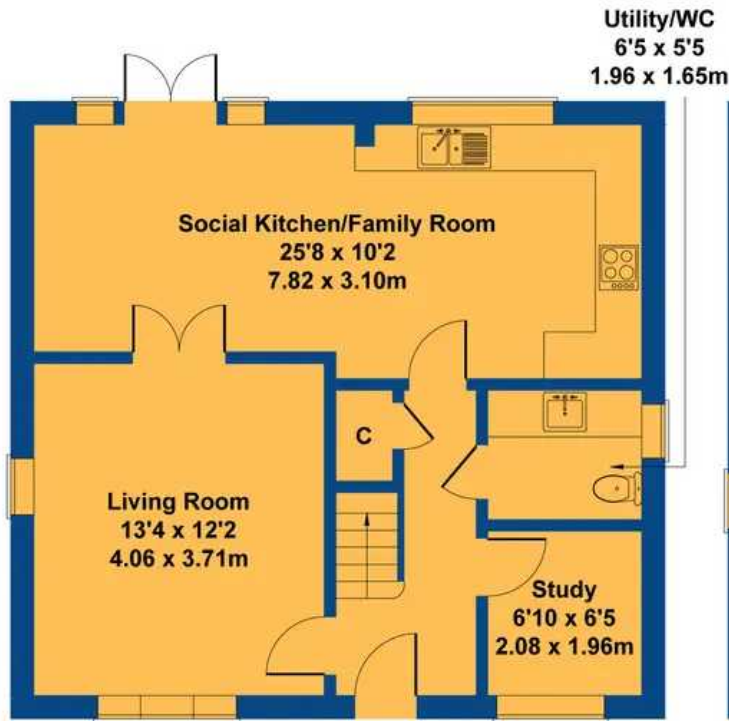 Utility/WC
6'5 x 5'5
1.96 x 1.65m
Social Kitchen/Family Room
25'8 x 10'2
7.82 x 3.10m
C
Living Room
13'4 x 12'2
4.06 x 3.71m
Study
6'10 x 6'5
2.08 x 1.96m